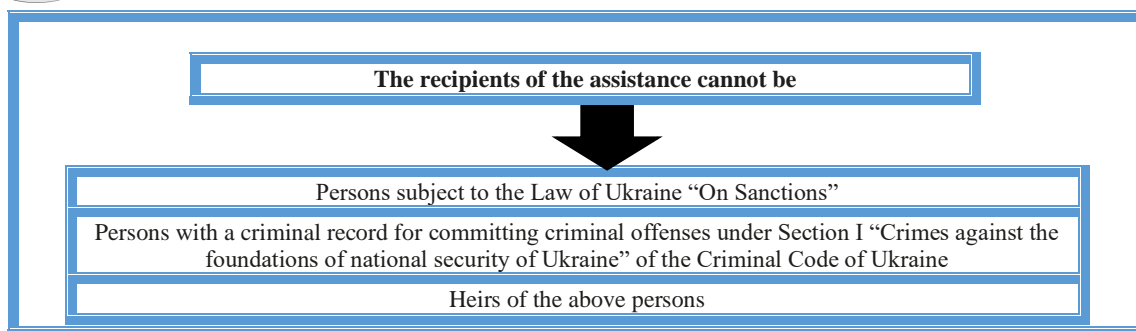 The recipients of the assistance cannot be
Persons subject to the Law of Ukraine “On Sanctions”
Persons with a criminal record for committing criminal offenses under Section I “Crimes against the
foundations of national security of Ukraine” of the Criminal Code of Ukraine
Heirs of the above persons